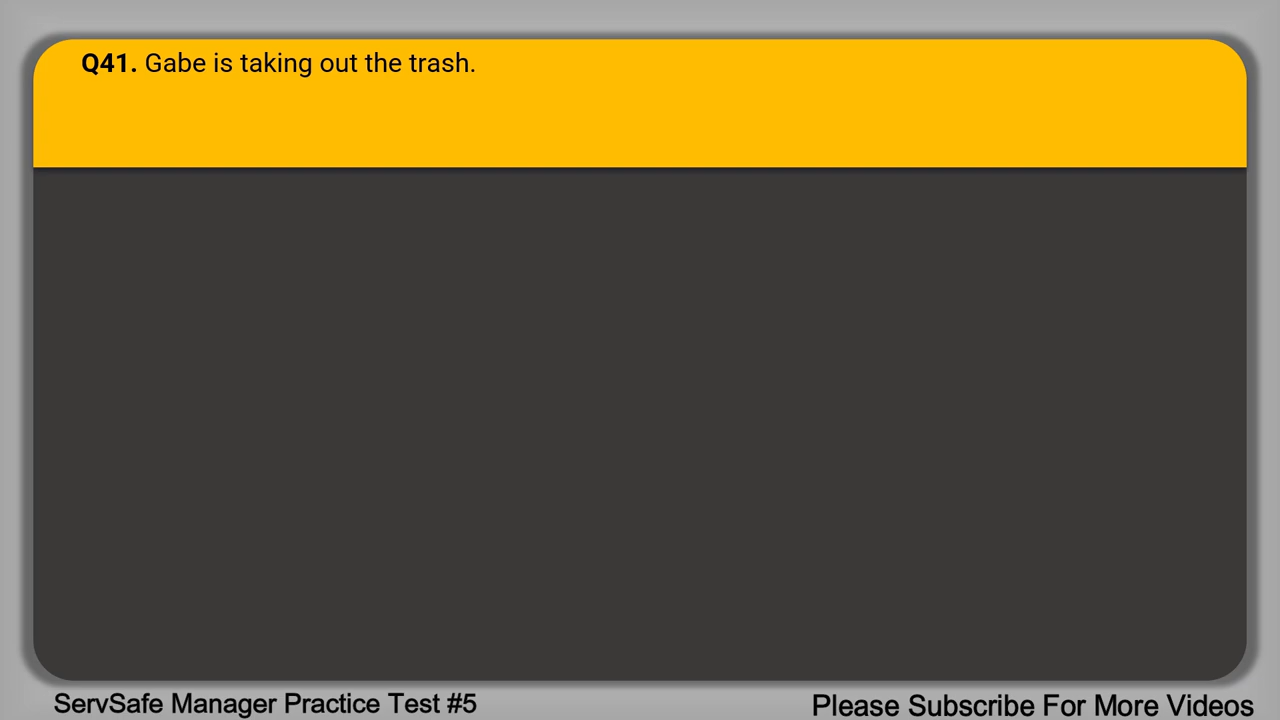 Q41. Gabe is taking out the trash.
ServSafe Manager Practice Test #5
Please Subscribe For More Videos